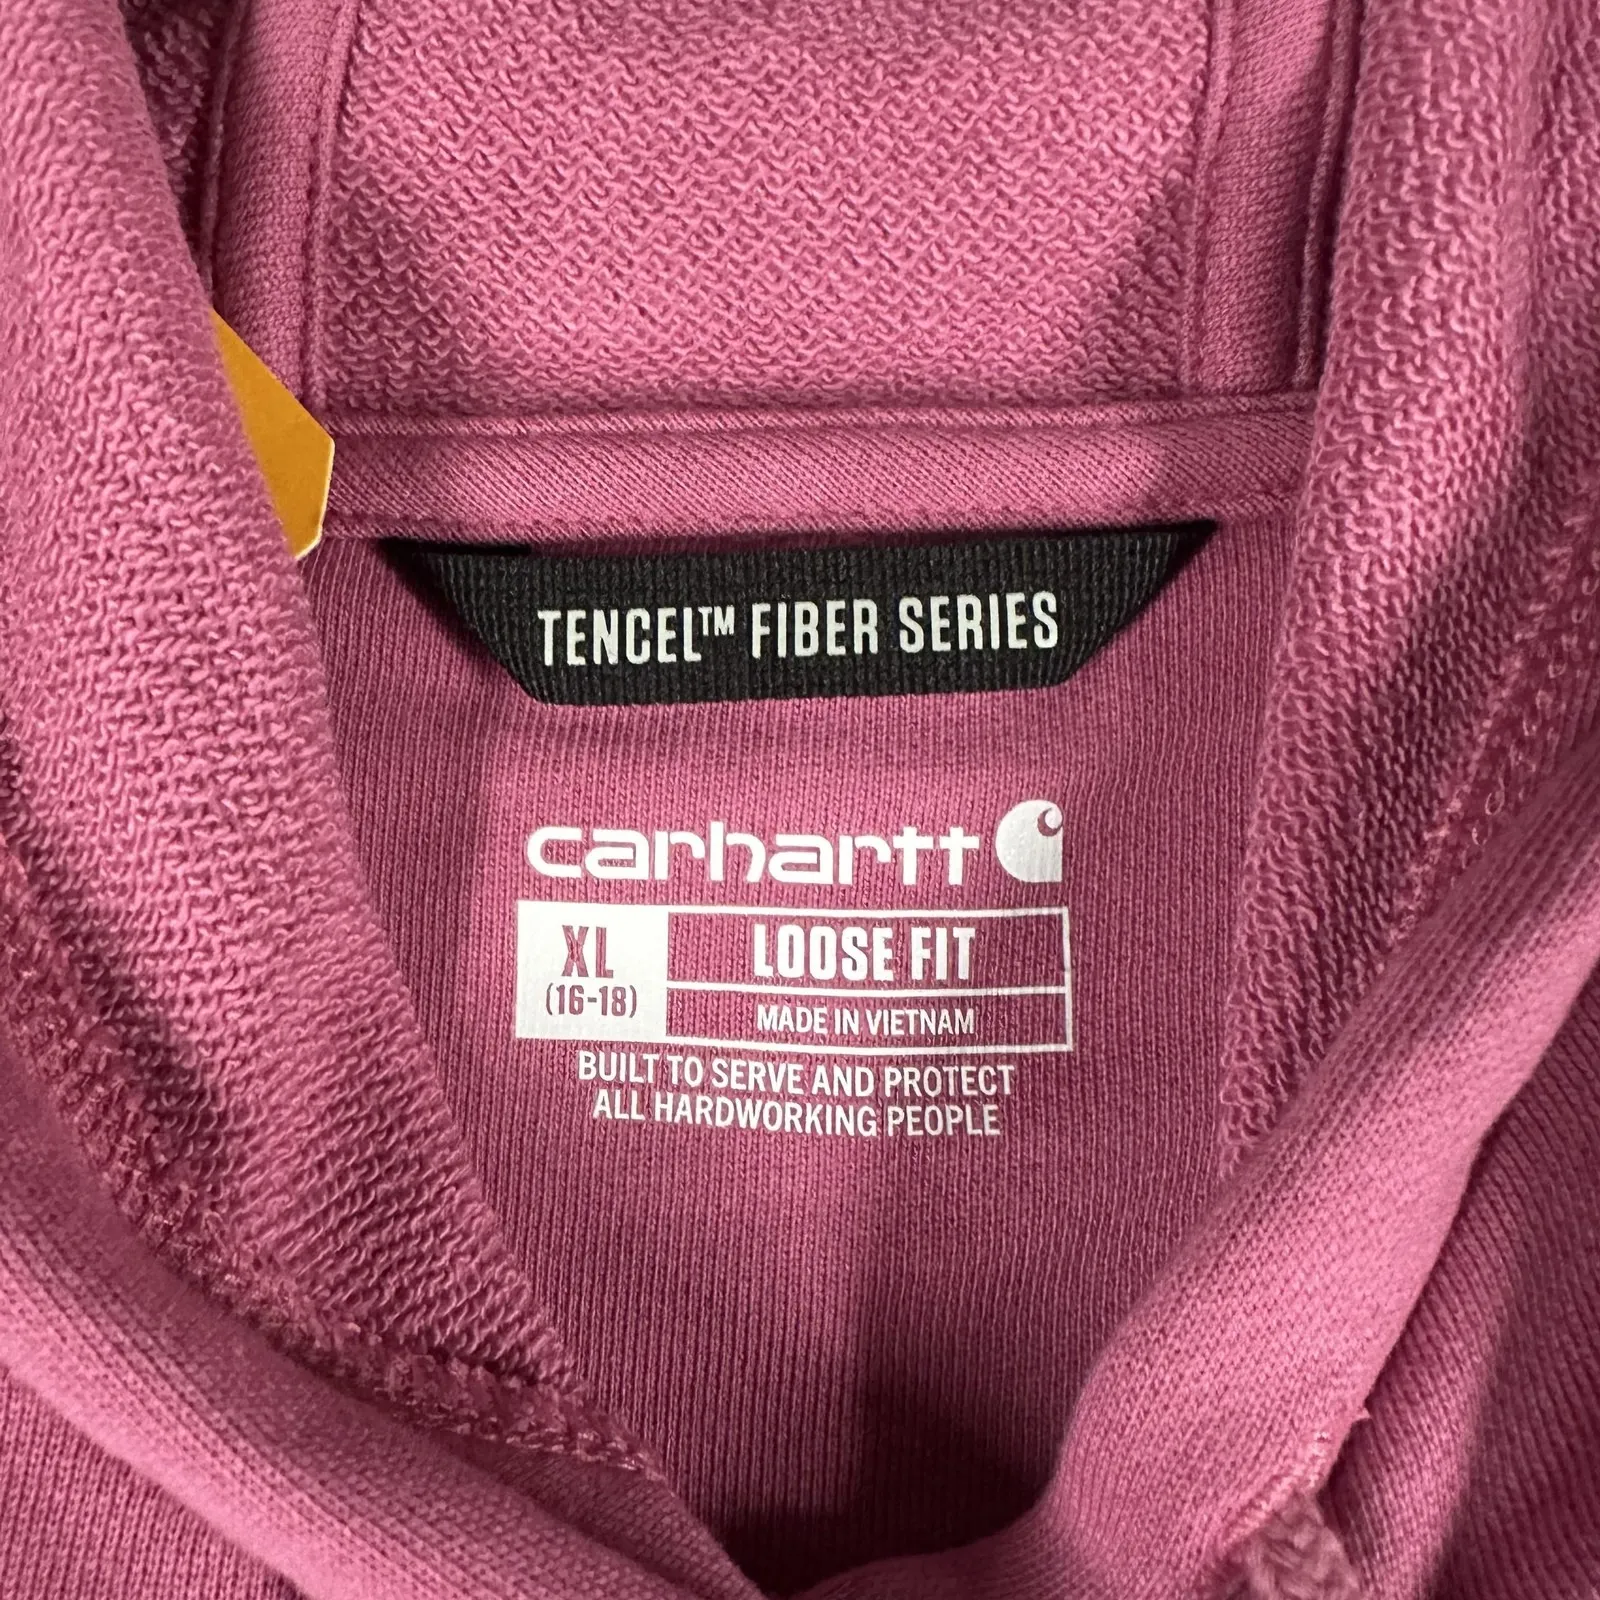 TENCEL™ FIBER SERIES
carhartt
XL
(16-18)
LOOSE FIT
MADE IN VIETNAM
BUILT TO SERVE AND PROTECT
ALL HARDWORKING PEOPLE